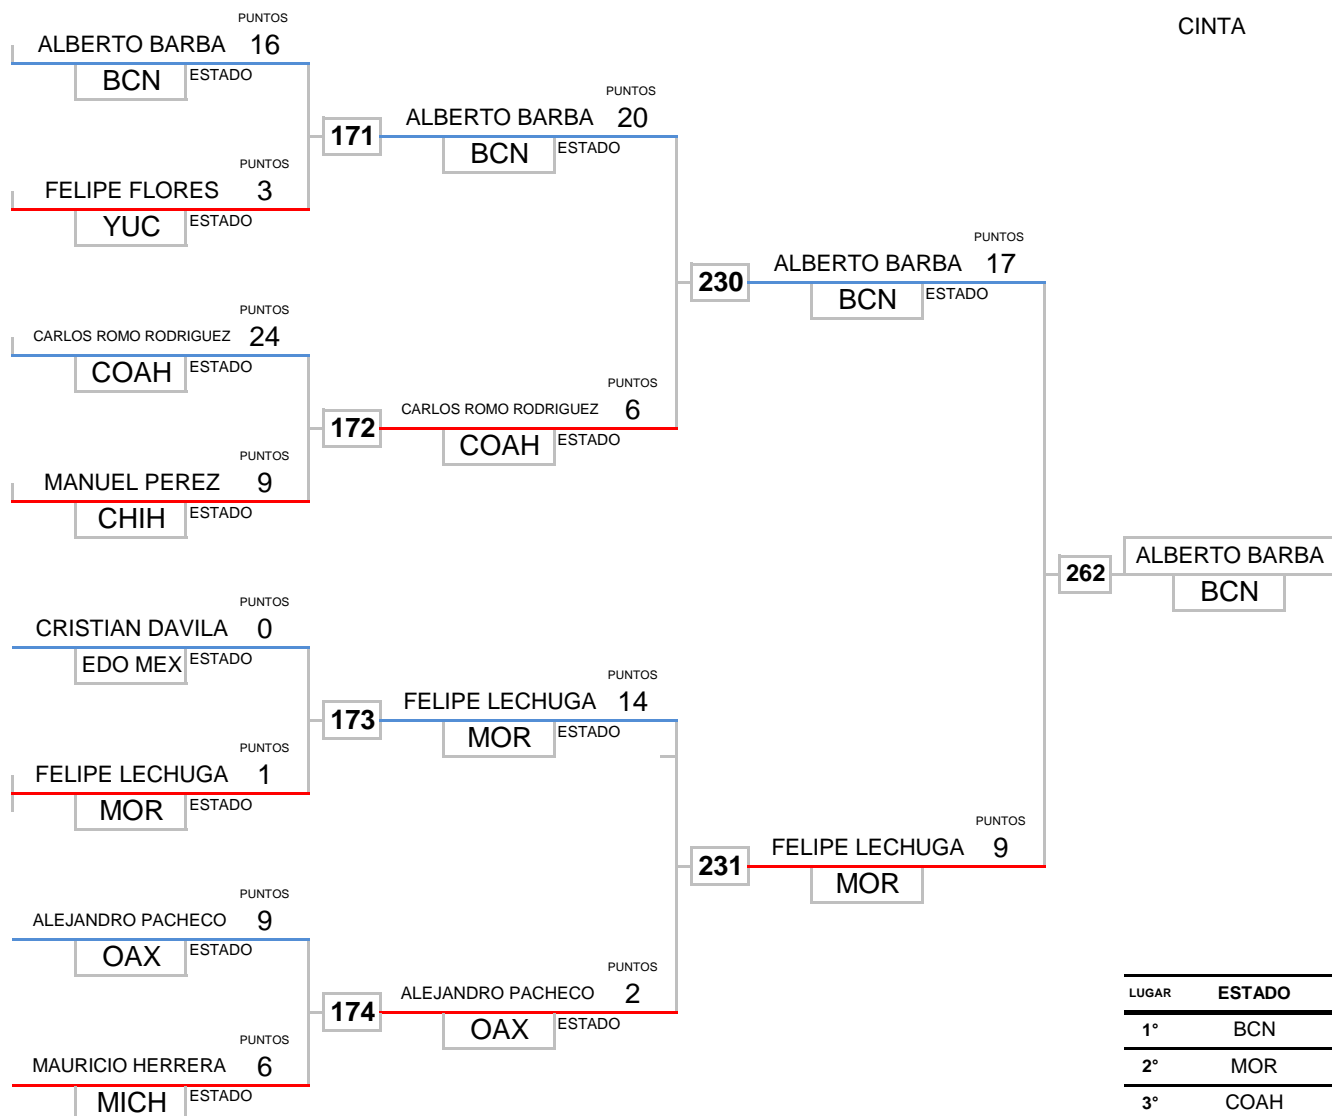 PUNTOS
CINTA
ALBERTO BARBA 16
BCN ESTADO
PUNTOS
171 ALBERTO BARBA 20
BCN ESTADO
PUNTOS
FELIPE FLORES 3
YUC ESTADO
PUNTOS
230 ALBERTO BARBA 17
BCN ESTADO
PUNTOS
CARLOS ROMO RODRIGUEZ 24
COAH ESTADO
PUNTOS
172 CARLOS ROMO RODRIGUEZ 6
COAH ESTADO
PUNTOS
MANUEL PEREZ 9
CHIH ESTADO
262 ALBERTO BARBA
BCN
PUNTOS
CRISTIAN DAVILA 0
EDO MEX ESTADO
PUNTOS
173 FELIPE LECHUGA 14
MOR ESTADO
PUNTOS
FELIPE LECHUGA 1
MOR ESTADO
PUNTOS
231 FELIPE LECHUGA 9
MOR
PUNTOS
ALEJANDRO PACHECO 9
OAX ESTADO
PUNTOS
174 ALEJANDRO PACHECO 2
OAX ESTADO
PUNTOS
MAURICIO HERRERA 6
MICH ESTADO
LUGAR ESTADO
1° BCN
2° MOR
3° COAH